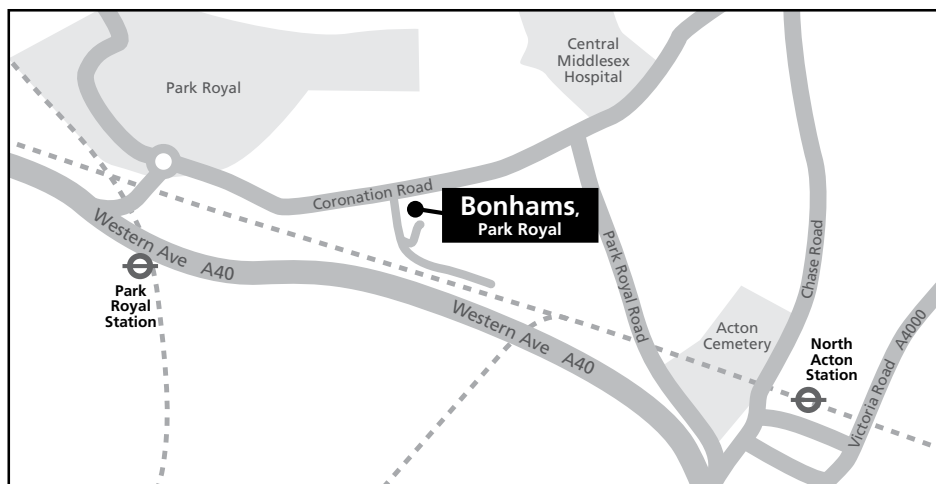 Central
Middlesex
Hospital
Park Royal
Coronation Road
Bonhams,
Park Royal
Western Ave A40
Park
Royal
Station
Park Royal Road
Chase Road
Western Ave A40
Acton
Cemetery
North
Acton
Station
Victoria Road A4000